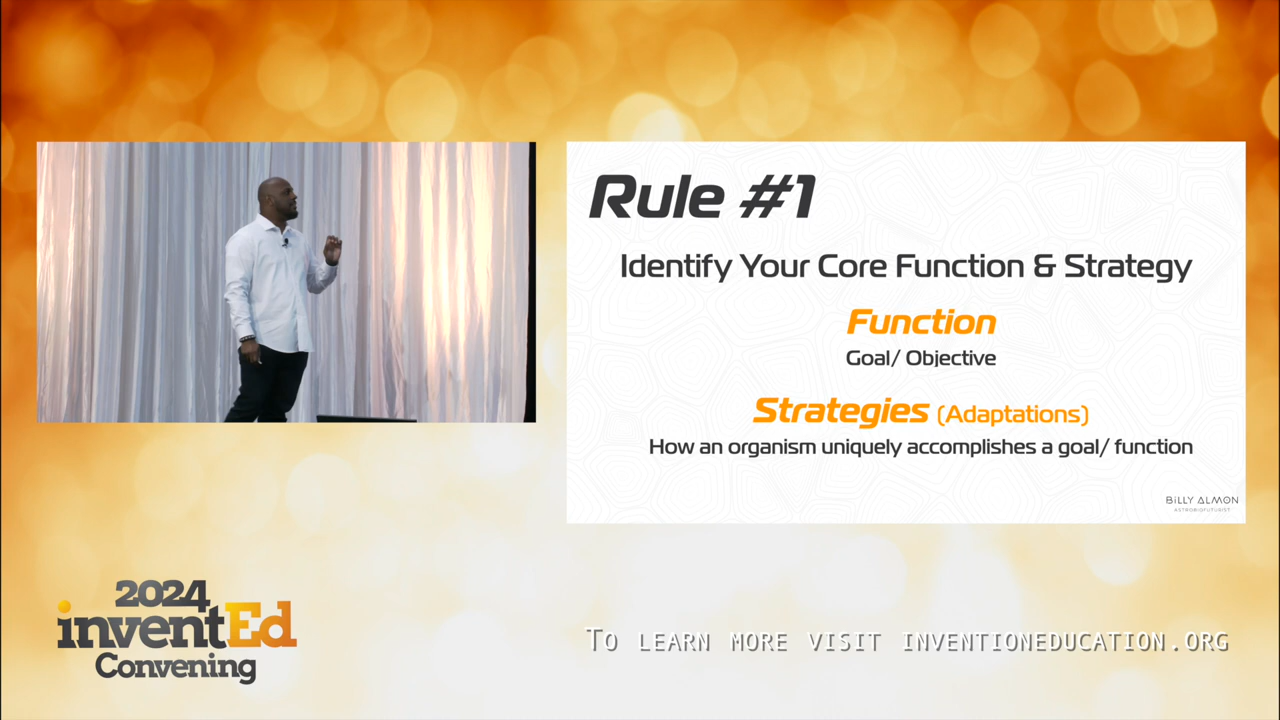 Rule #1
Identify Your Core Function & Strategy
Function
Goal/ Objective
Strategies (Adaptations)
How an organism uniquely accomplishes a goal/ function
BILLY ALMON
ASTROBIOFUTURIST
2024
inventEd
Convening
To learn more visit inventioneducation.org